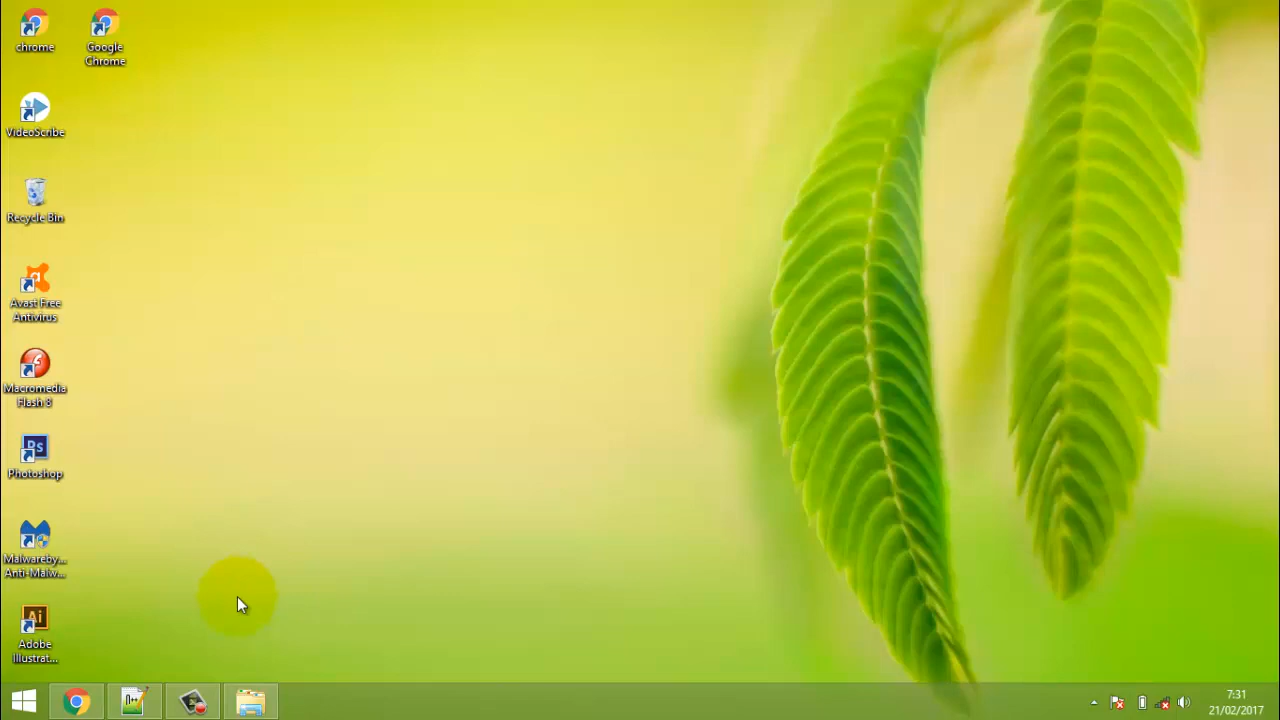 chrome
Google
Chrome
VideoScribe
Recycle Bin
Avast Free
Antivirus
Macromedia
Flash 8
Ps
Photoshop
Malwareby...
Anti-Malw...
Ai
Adobe
Illustrat...
7:31
21/02/2017